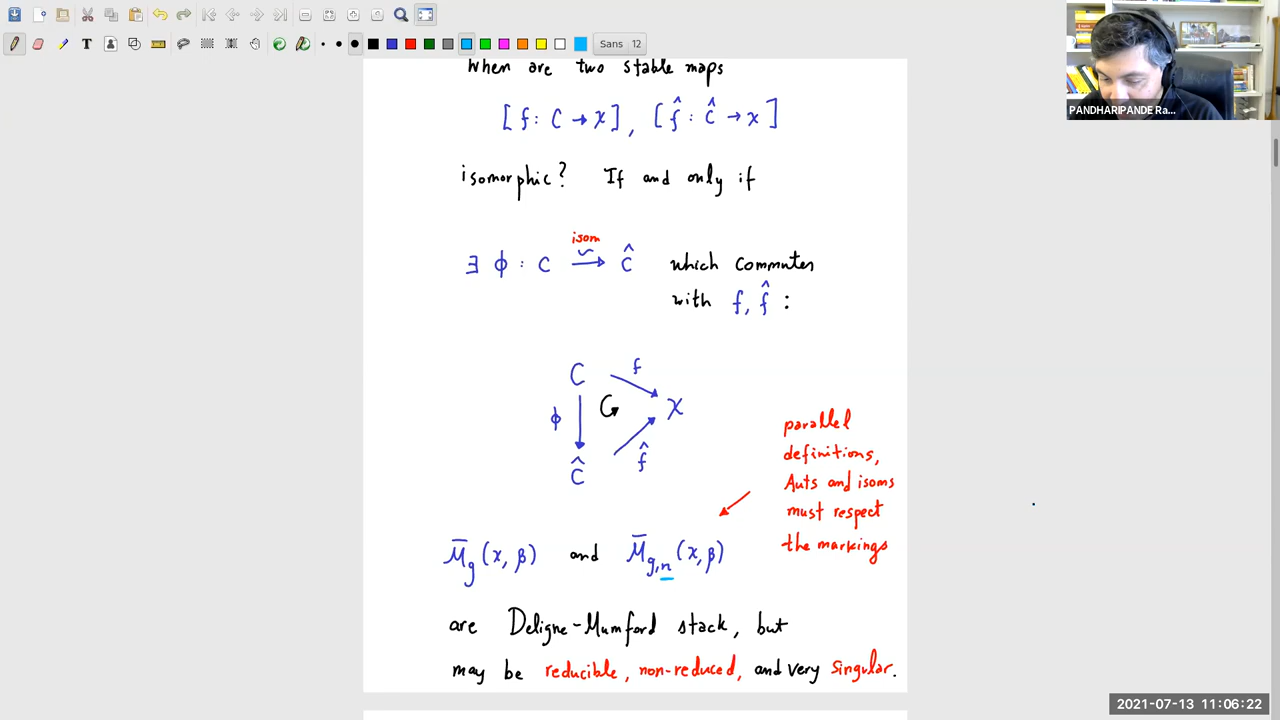 Sans 12
PANDHARIPANDE Ra...
When are two stable maps
[f: C → X], [f̂: Ĉ → X]
isomorphic? If and only if
isom
∃ ϕ: C ⥲ Ĉ which commutes
with f, f̂:
C f
ϕ G X
Ĉ f̂
parallel
definitions,
Auts and isoms
must respect
the markings
M̄g(X, β) and M̄g,n(X, β)
are Deligne-Mumford stack, but
may be reducible, non-reduced, and very singular.
2021-07-13 11:06:22